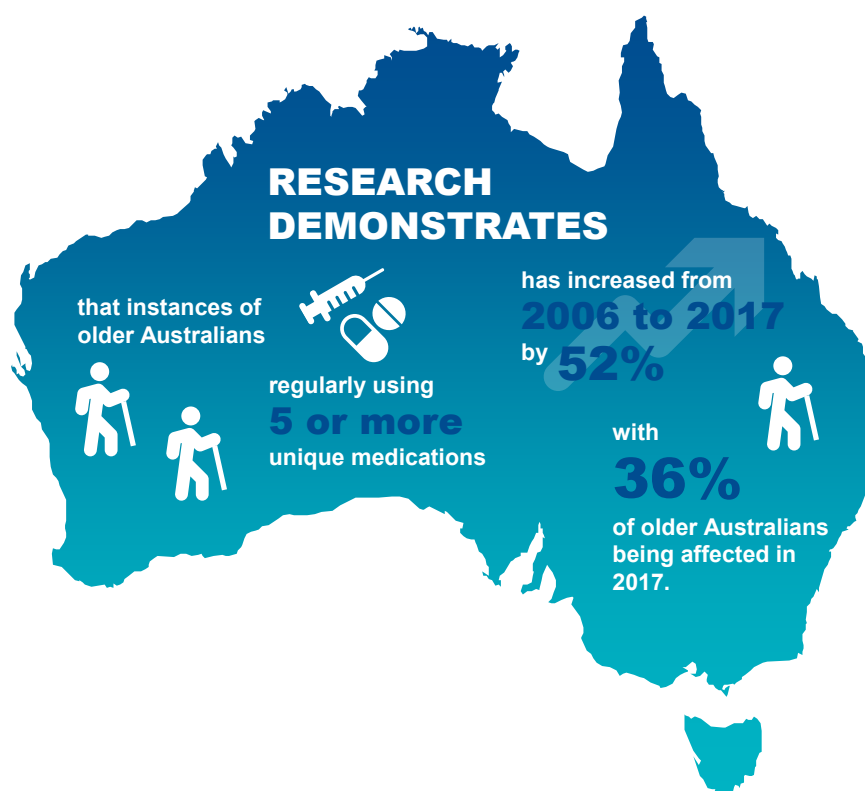 RESEARCH
DEMONSTRATES
that instances of
older Australians
regularly using
5 or more
unique medications
has increased from
2006 to 2017
by 52%
with
36%
of older Australians
being affected in
2017.